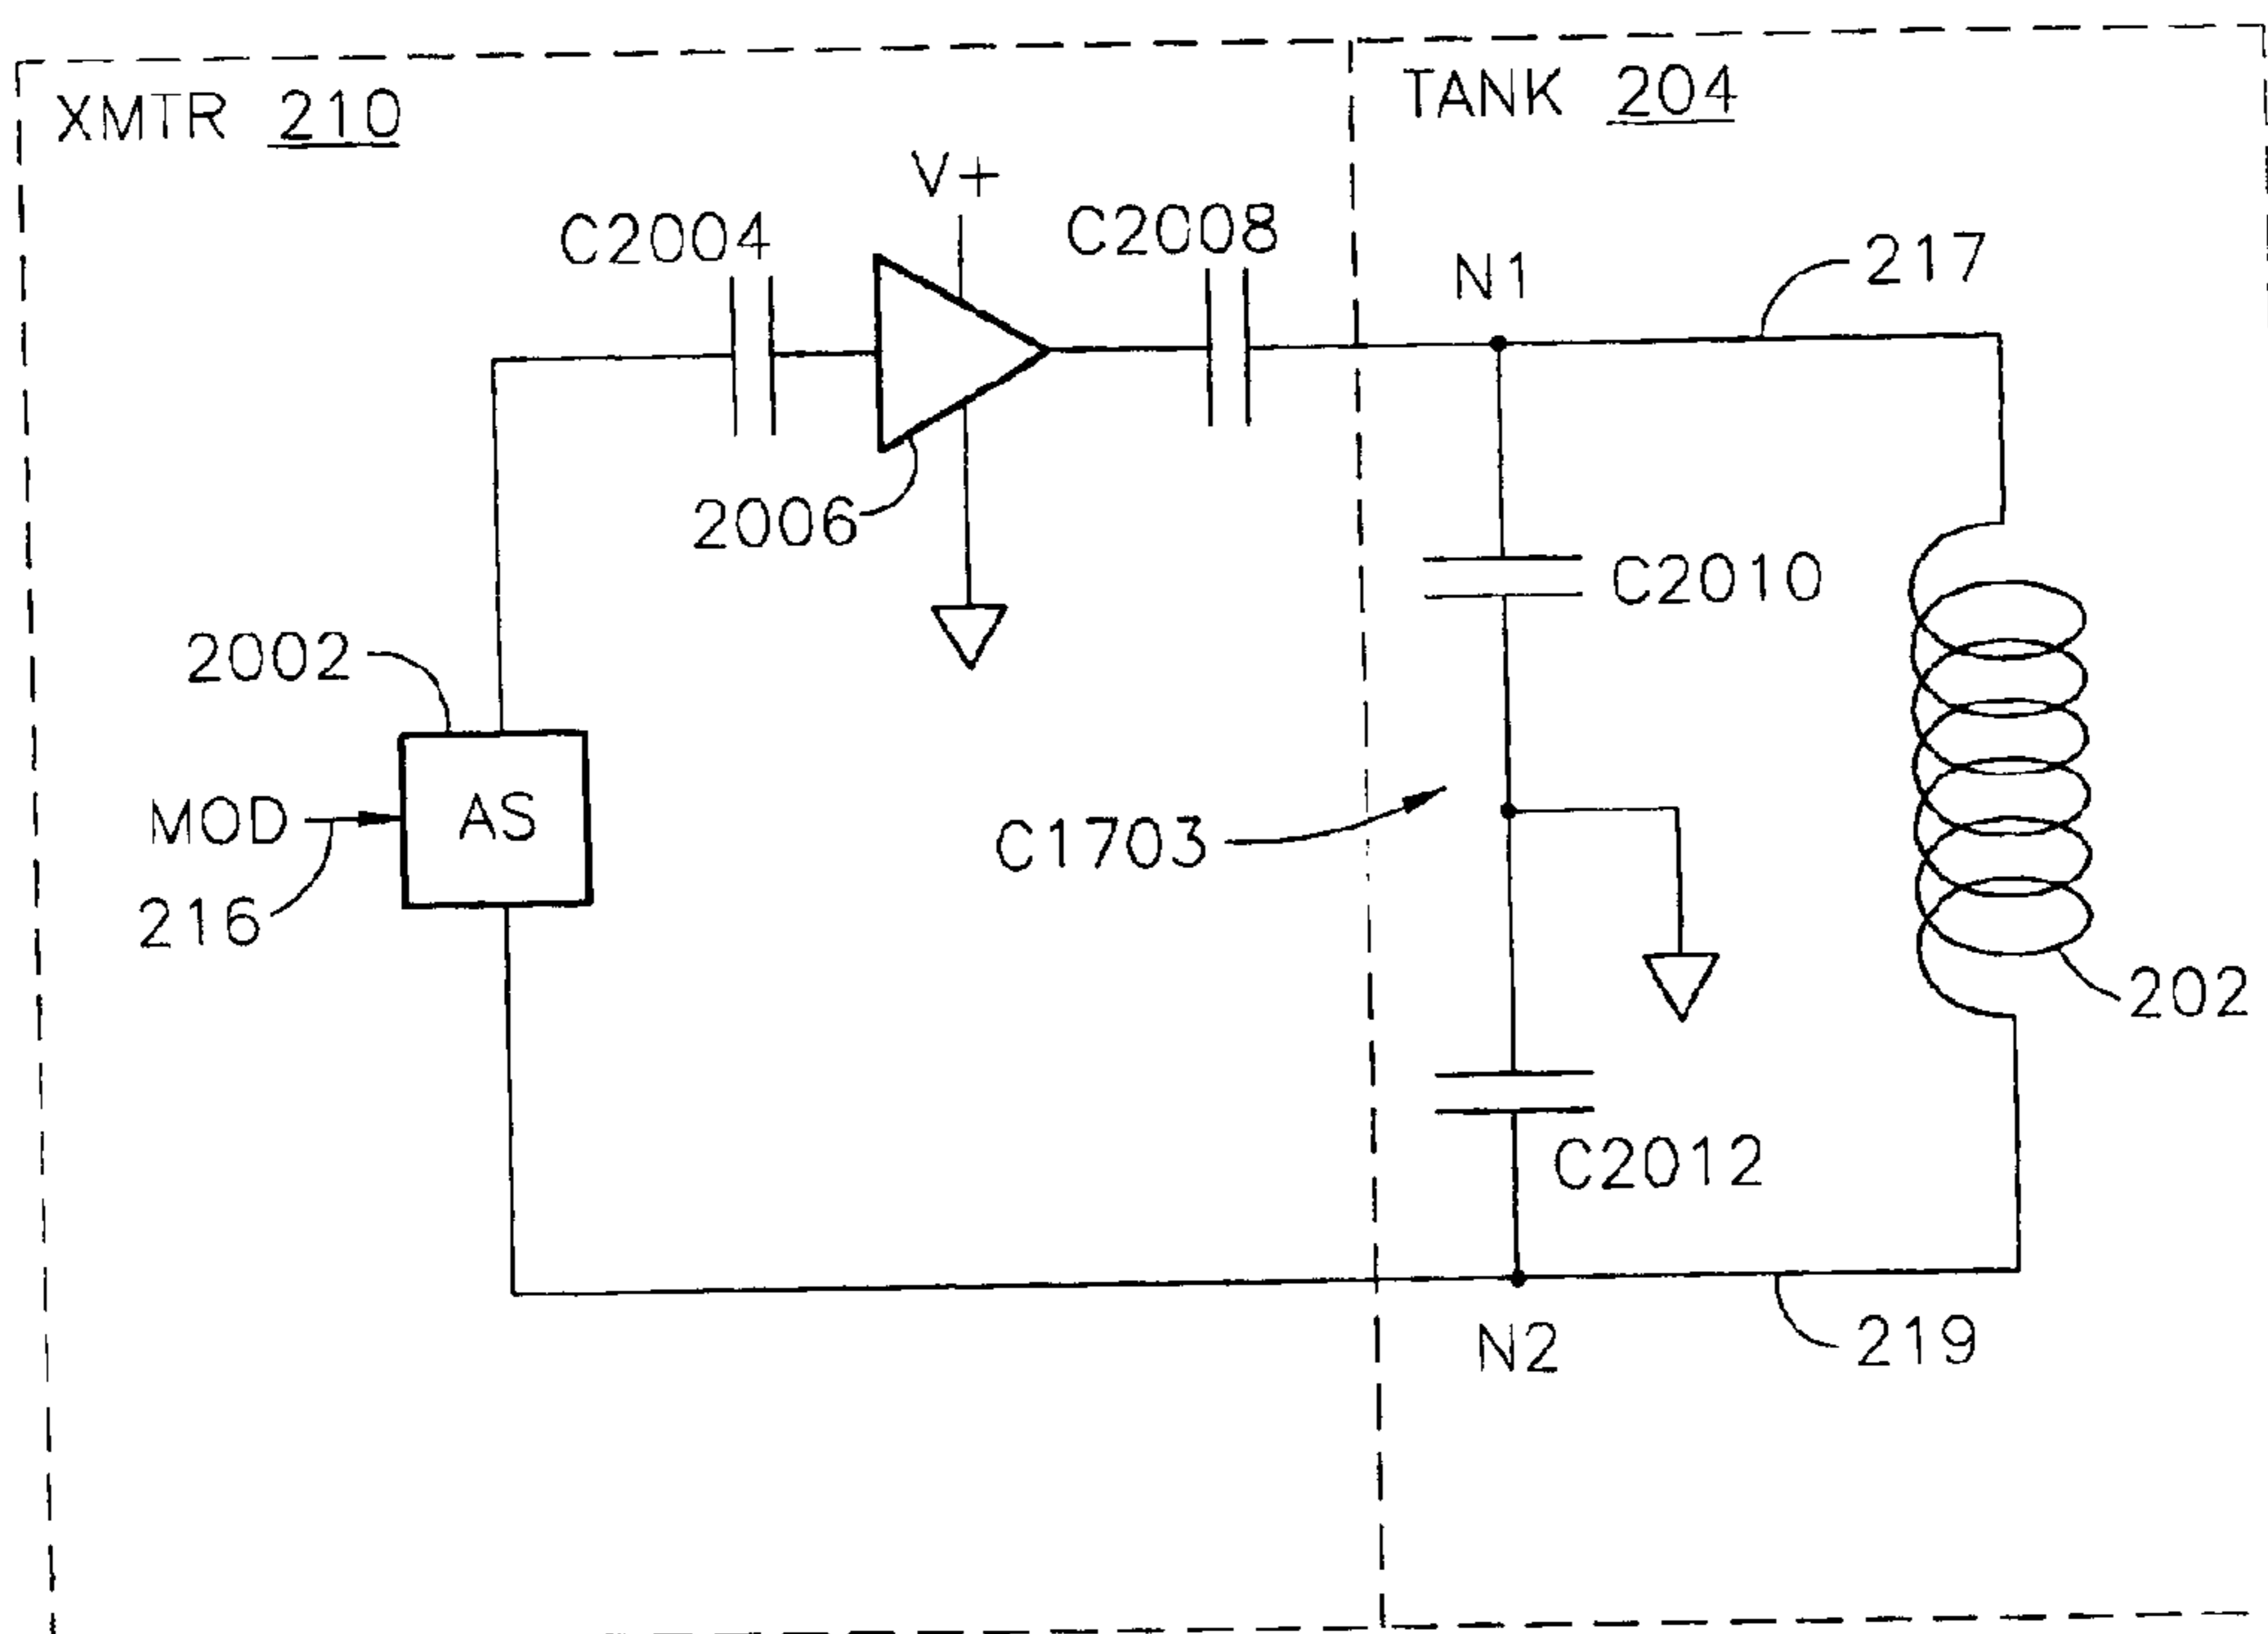 XMTR 210
TANK 204
V+
C2004
C2008
N1
217
2006
C2010
2002
MOD
AS
C1703
216
202
C2012
N2
219